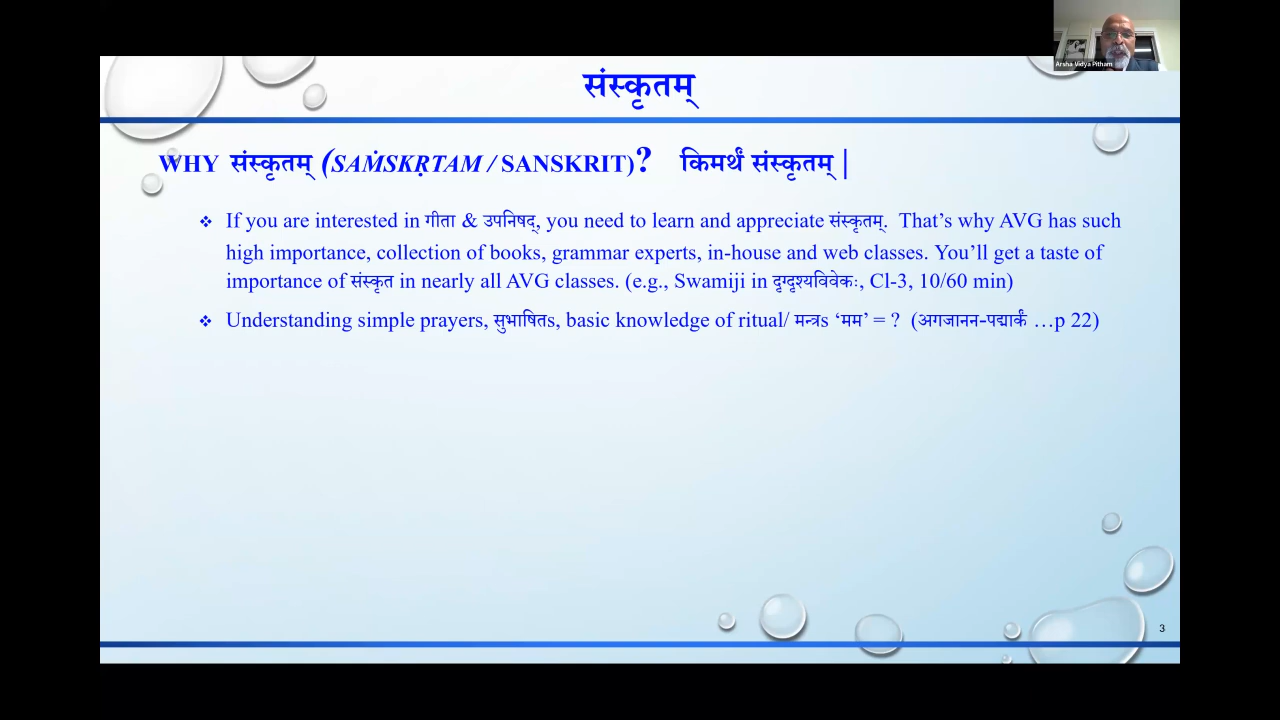 Arsha Vidya Pitham
संस्कृतम्
WHY संस्कृतम् (SAṀSKṚTAM / SANSKRIT)? किमर्थं संस्कृतम् |
❖ If you are interested in गीता & उपनिषद्, you need to learn and appreciate संस्कृतम्. That’s why AVG has such
high importance, collection of books, grammar experts, in-house and web classes. You’ll get a taste of
importance of संस्कृत in nearly all AVG classes. (e.g., Swamiji in दृग्दृश्यविवेकः, Cl-3, 10/60 min)
❖ Understanding simple prayers, सुभाषितs, basic knowledge of ritual/ मन्त्रs ‘मम’ = ? (अगजानन-पद्मार्कं …p 22)
3